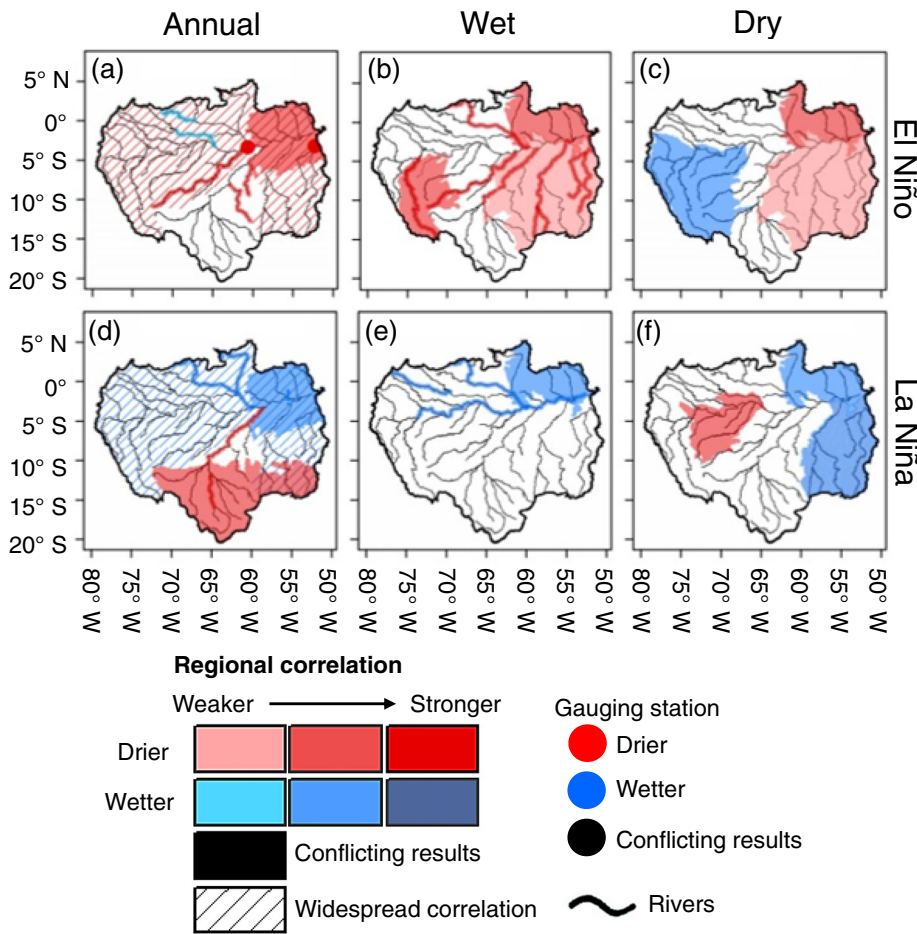 Annual Wet Dry
(a) (b) (c)
5° N
0°
5° S
10° S
15° S
20° S
El Niño
(d) (e) (f)
5° N
0°
5° S
10° S
15° S
20° S
La Niña
80° W 75° W 70° W 65° W 60° W 55° W 50° W 80° W 75° W 70° W 65° W 60° W 55° W 50° W 80° W 75° W 70° W 65° W 60° W 55° W 50° W
Regional correlation
Weaker Stronger
Drier
Wetter
Conflicting results
Widespread correlation
Gauging station
Drier
Wetter
Conflicting results
Rivers